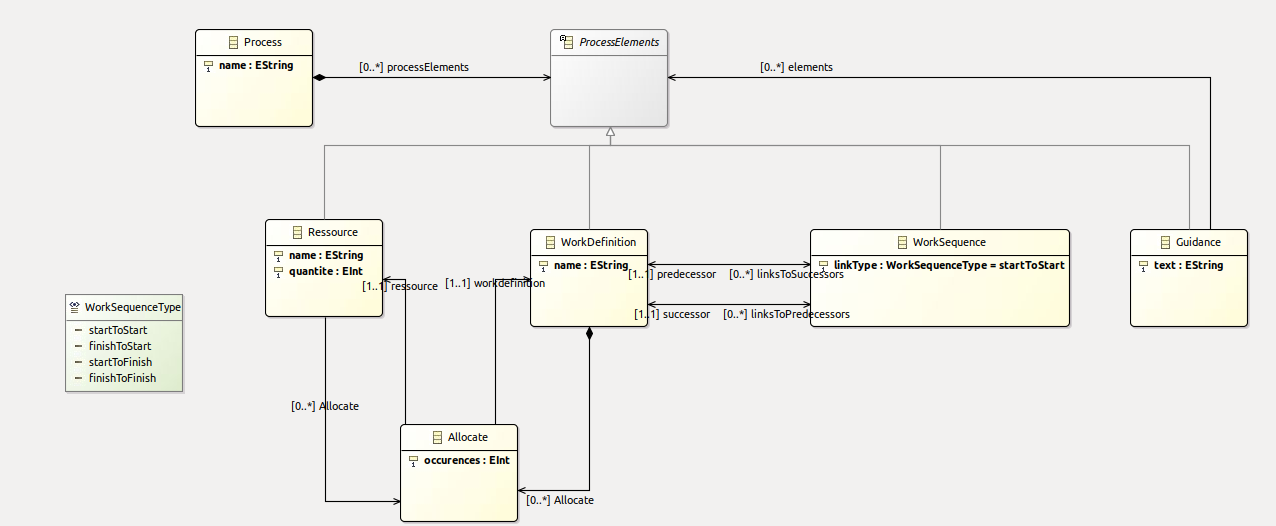 Process
name : EString
[0..*] processElements
ProcessElements
[0..*] elements
Ressource
name : EString
quantite : EInt
WorkDefinition
name : EString
[1..1] predecessor
[0..*] linksToSuccessors
[1..1] successor
[0..*] linksToPredecessors
WorkSequence
linkType : WorkSequenceType = startToStart
Guidance
text : EString
[1..1] ressource
[1..1] workdefinition
WorkSequenceType
startToStart
finishToStart
startToFinish
finishToFinish
[0..*] Allocate
Allocate
occurences : EInt
[0..*] Allocate